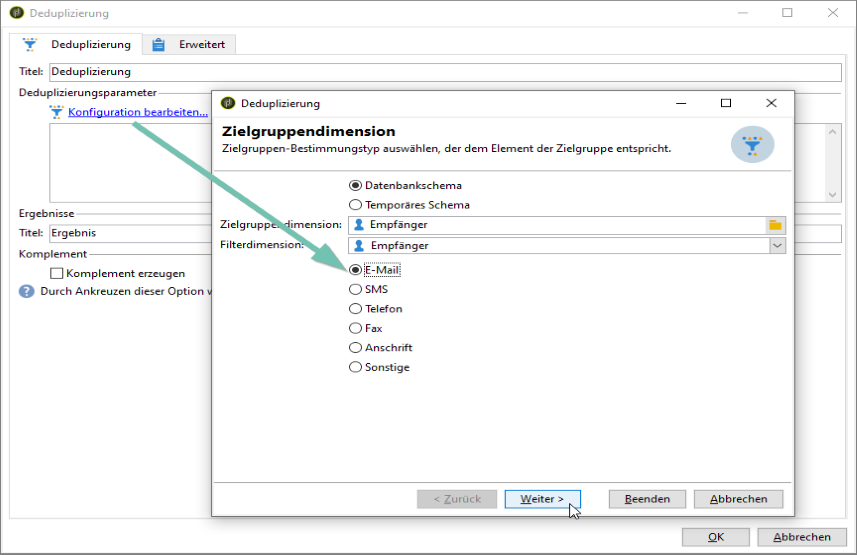 Deduplizierung
Deduplizierung Erweitert
Titel: Deduplizierung
Deduplizierungsparameter
Konfiguration bearbeiten...
Ergebnisse
Titel: Ergebnis
Komplement
Komplement erzeugen
Durch Ankreuzen dieser Option
Deduplizierung
Zielgruppendimension
Zielgruppen-Bestimmungstyp auswählen, der dem Element der Zielgruppe entspricht.
Datenbankschema
Temporäres Schema
Zielgruppendimension: Empfänger
Filterdimension: Empfänger
E-Mail
SMS
Telefon
Fax
Anschrift
Sonstige
< Zurück Weiter > Beenden Abbrechen
OK Abbrechen